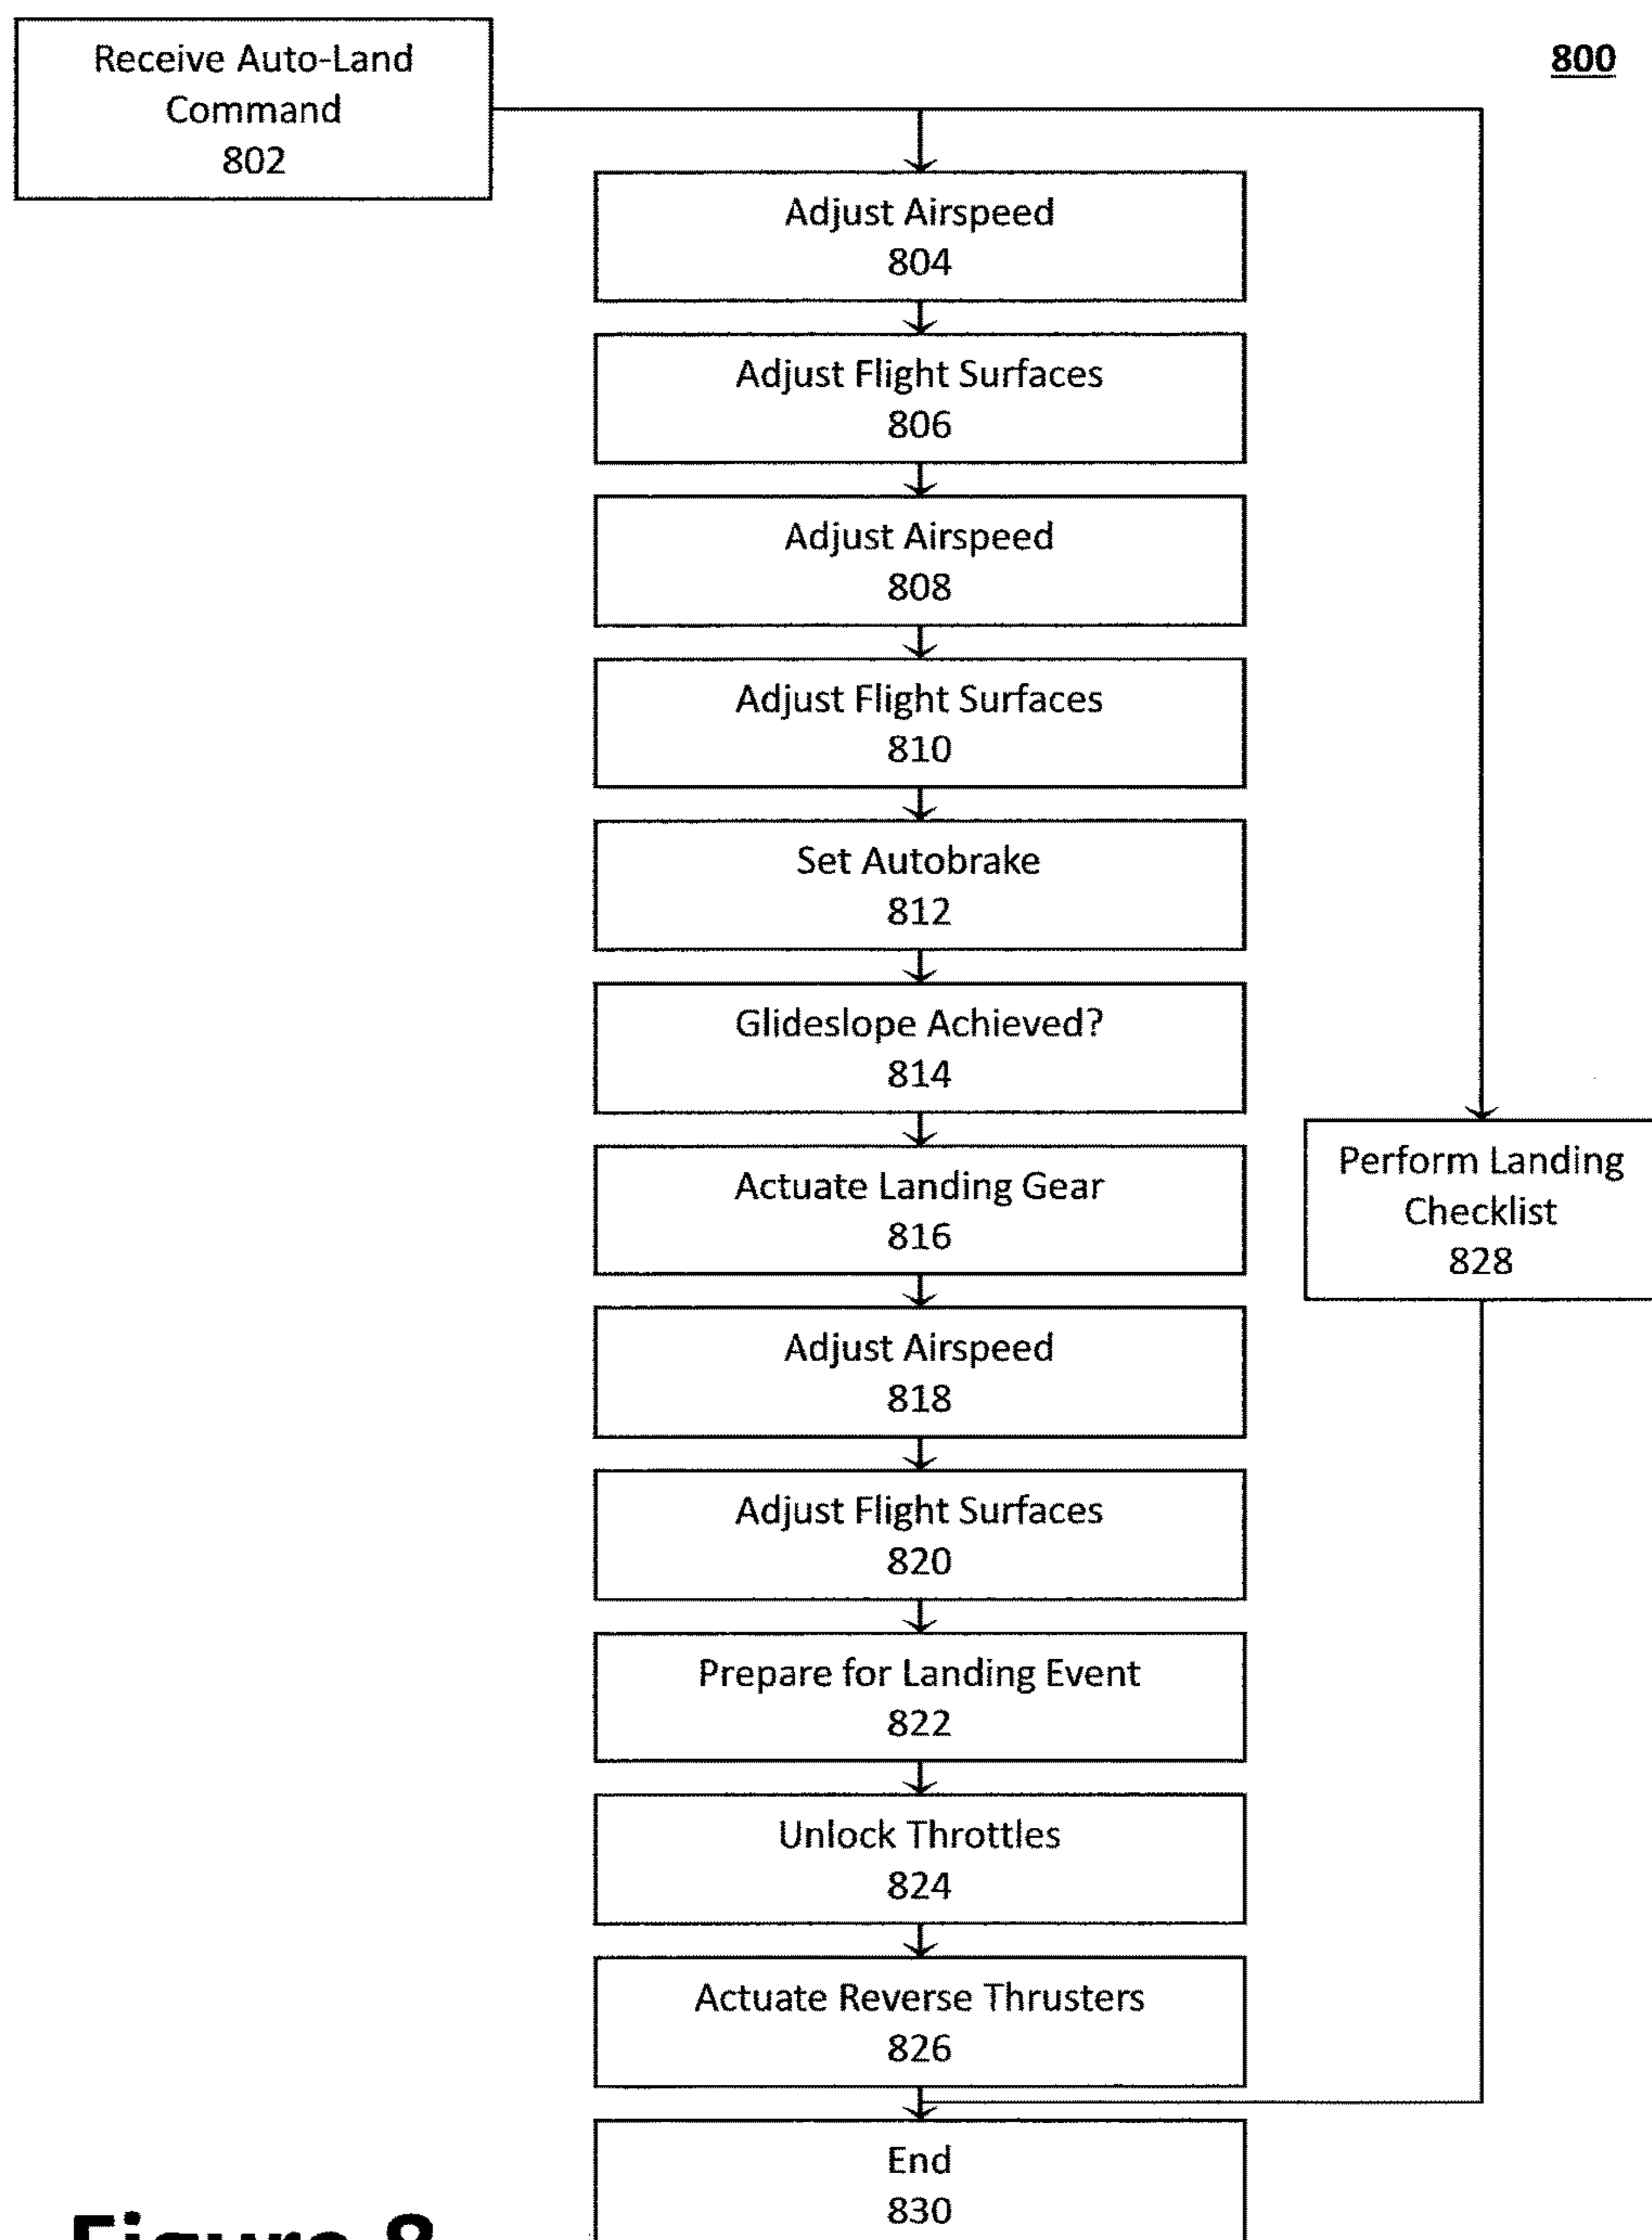 Receive Auto-Land
Command
802
800
Adjust Airspeed
804
Adjust Flight Surfaces
806
Adjust Airspeed
808
Adjust Flight Surfaces
810
Set Autobrake
812
Glideslope Achieved?
814
Actuate Landing Gear
816
Perform Landing
Checklist
828
Adjust Airspeed
818
Adjust Flight Surfaces
820
Prepare for Landing Event
822
Unlock Throttles
824
Actuate Reverse Thrusters
826
End
830
Figure 8